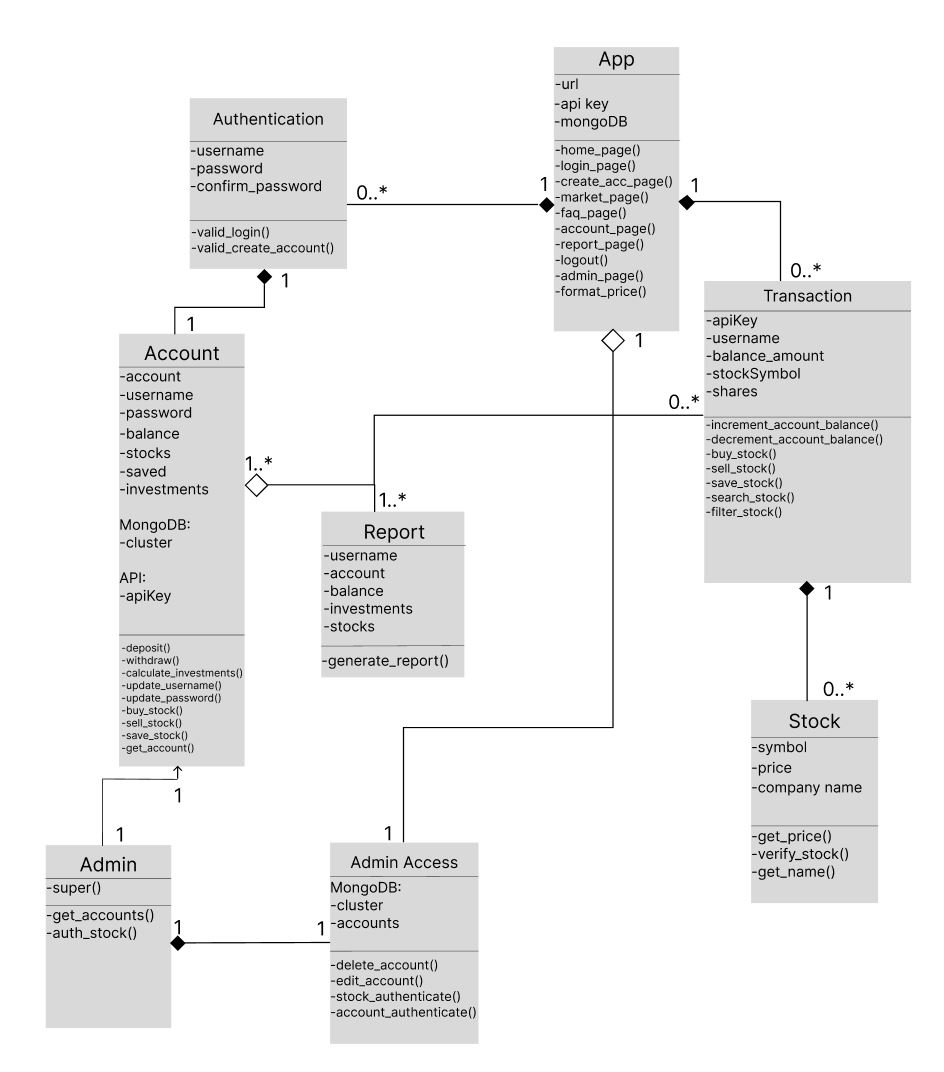 App
-url
-api key
-mongoDB
-home_page()
-login_page()
-create_acc_page()
-market_page()
-faq_page()
-account_page()
-report_page()
-logout()
-admin_page()
-format_price()
Authentication
-username
-password
-confirm_password
-valid_login()
-valid_create_account()
0..*
1
1
0..*
1
1
1
Transaction
-apiKey
-username
-balance_amount
-stockSymbol
-shares
-increment_account_balance()
-decrement_account_balance()
-buy_stock()
-sell_stock()
-save_stock()
-search_stock()
-filter_stock()
Account
-account
-username
-password
-balance
-stocks
-saved
-investments
MongoDB:
-cluster
API:
-apiKey
-deposit()
-withdraw()
-calculate_investments()
-update_username()
-update_password()
-buy_stock()
-sell_stock()
-save_stock()
-get_account()
0..*
1..*
1..*
Report
-username
-account
-balance
-investments
-stocks
-generate_report()
1
0..*
Stock
-symbol
-price
-company name
-get_price()
-verify_stock()
-get_name()
1
1
1
Admin
-super()
-get_accounts()
-auth_stock()
1
1
Admin Access
MongoDB:
-cluster
-accounts
-delete_account()
-edit_account()
-stock_authenticate()
-account_authenticate()